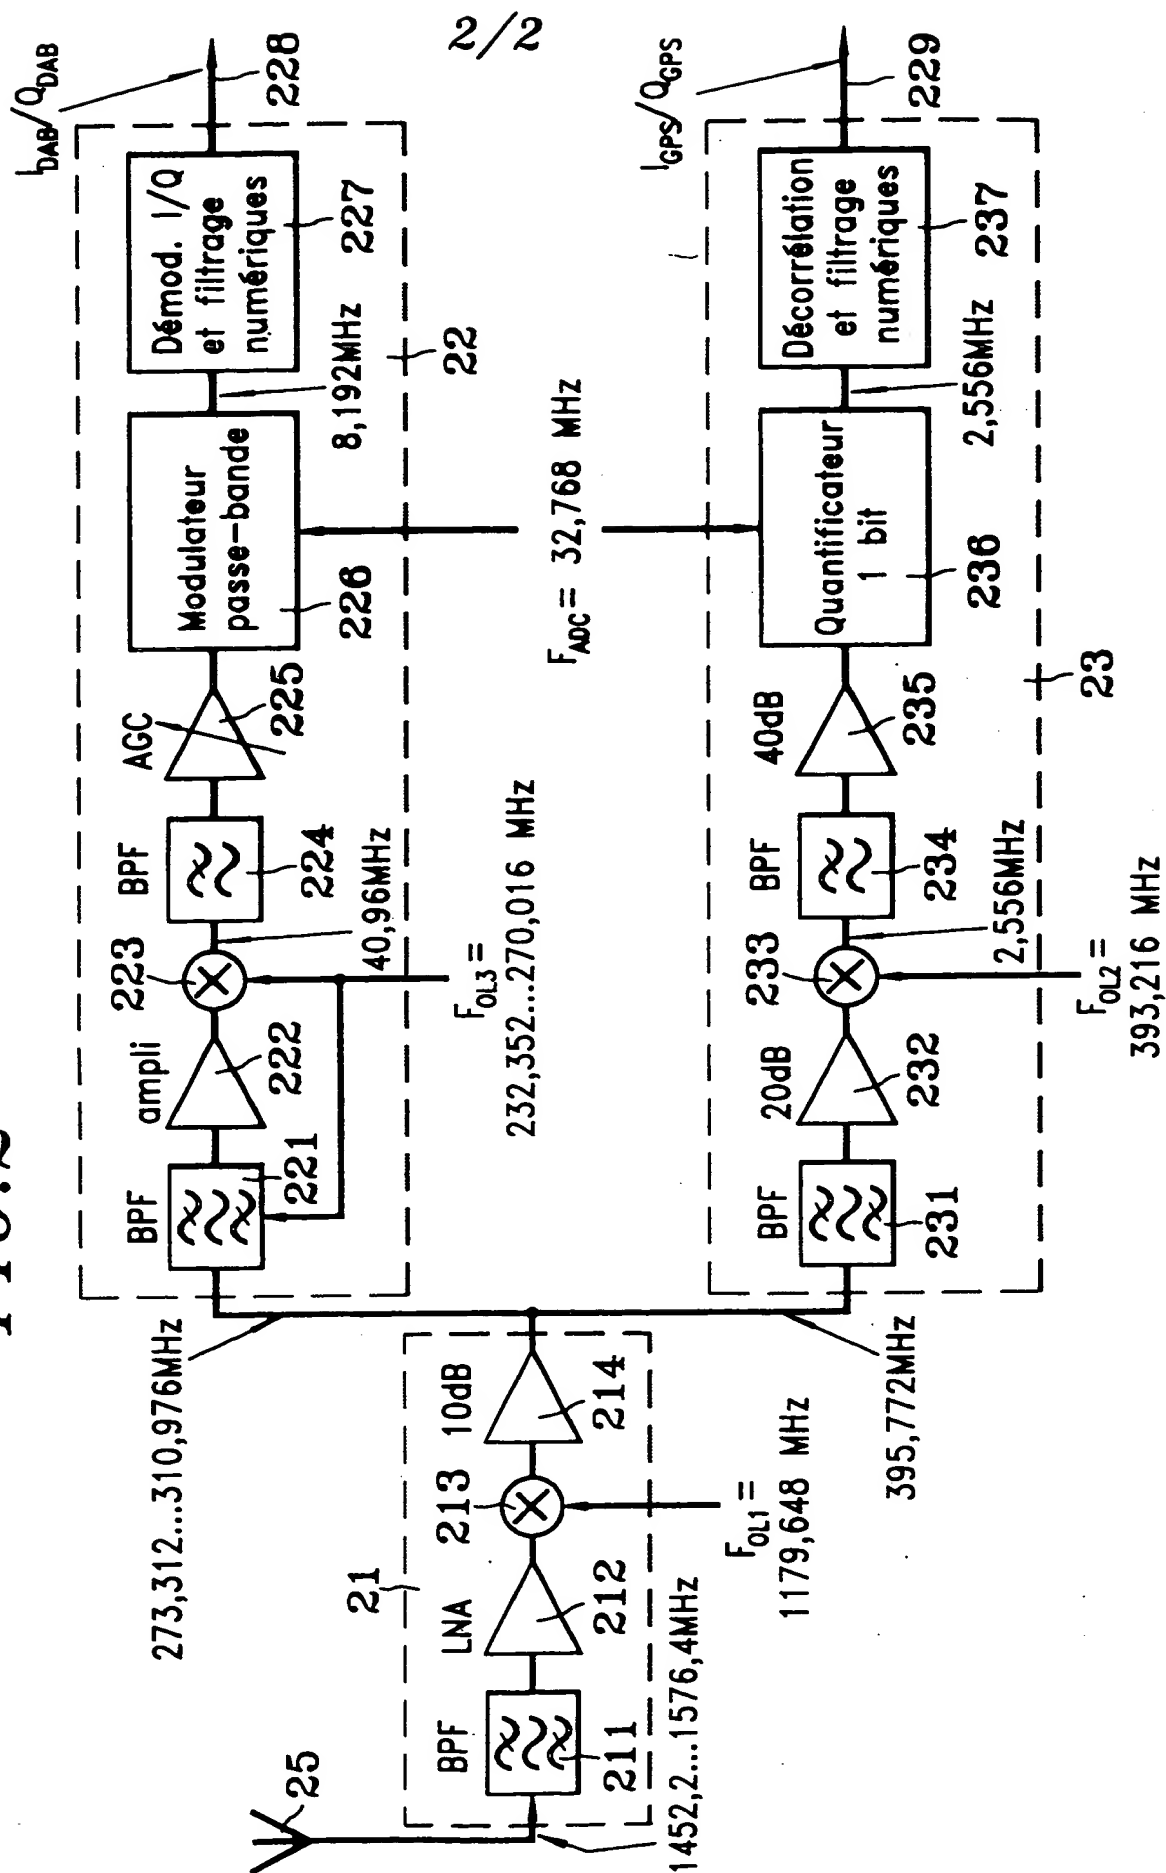 2/2
FIG.2
25
1452,2...1576,4MHz
21
BPF
211
LNA
212
213
F_OL1 =
1179,648 MHz
10dB
214
273,312...310,976MHz
395,772MHz
BPF
221
ampli
222
223
F_OL3 =
232,352...270,016 MHz
40,96MHz
BPF
224
AGC
225
Modulateur
passe-bande
226
8,192MHz
22
Démod. I/Q
et filtrage
numériques
227
I_DAB/Q_DAB
228
F_ADC = 32,768 MHz
BPF
231
20dB
232
233
F_OL2 =
393,216 MHz
2,556MHz
BPF
234
40dB
235
Quantificateur
1 bit
236
2,556MHz
23
Décorrélation
et filtrage
numériques
237
I_GPS/Q_GPS
229